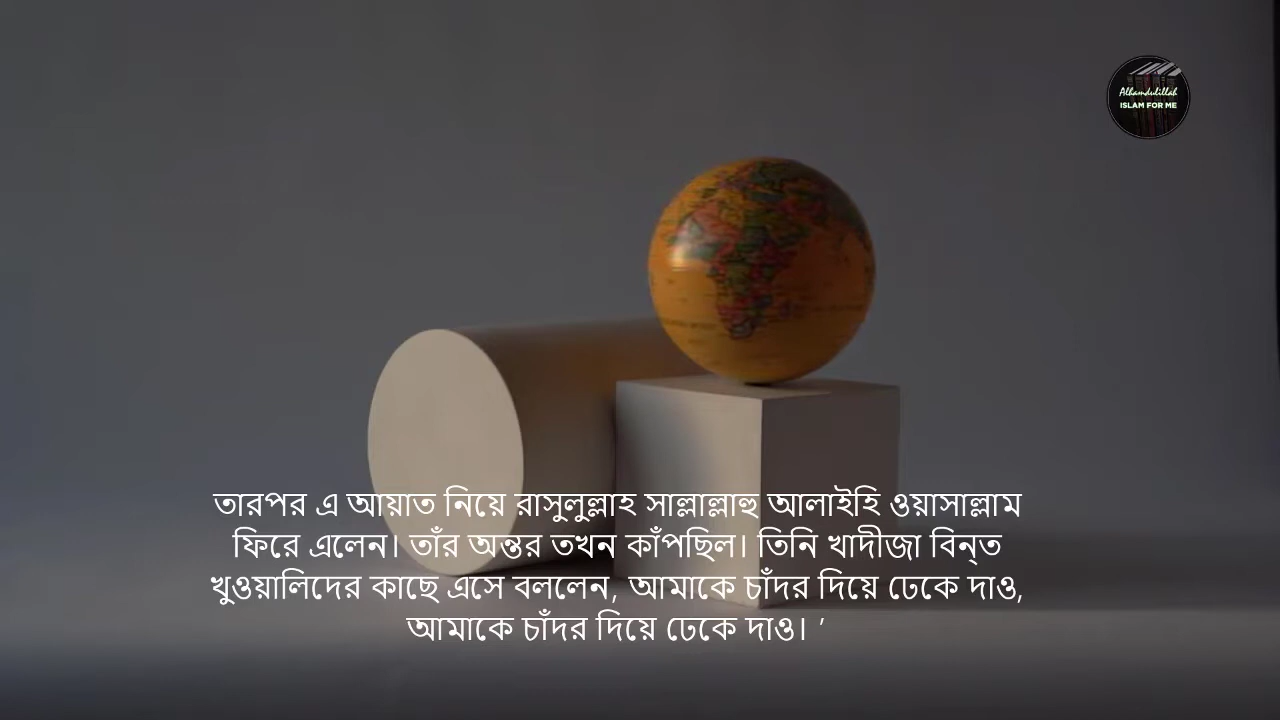 Alhamdulillah
ISLAM FOR ME
তারপর এ আয়াত নিয়ে রাসুলুল্লাহ সাল্লাল্লাহু আলাইহি ওয়াসাল্লাম
ফিরে এলেন। তাঁর অন্তর তখন কাঁপছিল। তিনি খাদীজা বিন্‌ত
খুওয়ালিদের কাছে এসে বললেন, আমাকে চাঁদর দিয়ে ঢেকে দাও,
আমাকে চাঁদর দিয়ে ঢেকে দাও। ’